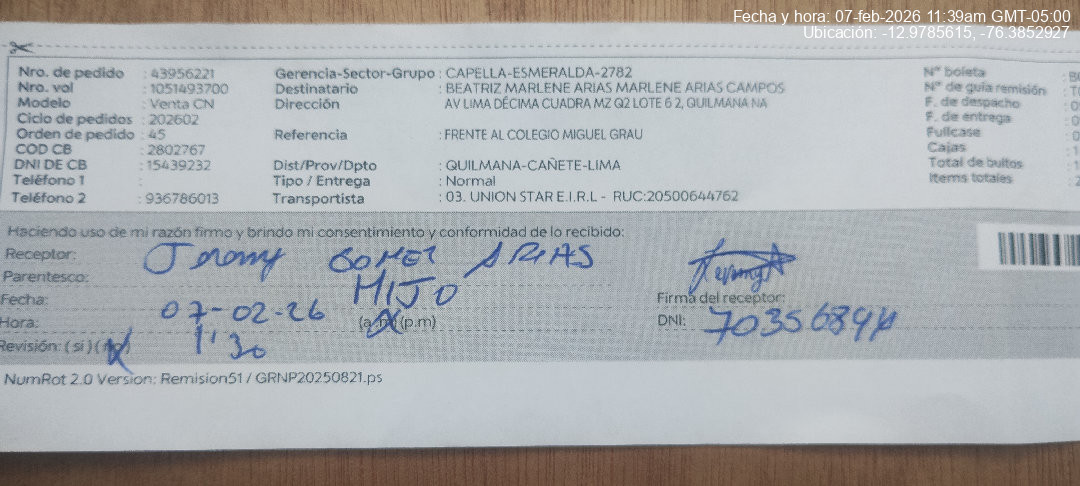 Fecha y hora: 07-feb-2026 11:39am GMT-05:00
Ubicación: -12.9785615, -76.3852927
Nro. de pedido : 43956221
Nro. vol : 1051493700
Modelo : Venta CN
Ciclo de pedidos : 202602
Orden de pedido : 45
COD CB : 2802767
DNI DE CB : 15439232
Teléfono 1 :
Teléfono 2 : 936786013
Gerencia-Sector-Grupo : CAPELLA-ESMERALDA-2782
Destinatario : BEATRIZ MARLENE ARIAS MARLENE ARIAS CAMPOS
Dirección AV LIMA DÉCIMA CUADRA MZ Q2 LOTE 6 2, QUILMANA NA
Referencia : FRENTE AL COLEGIO MIGUEL GRAU
Dist/Prov/Dpto : QUILMANA-CAÑETE-LIMA
Tipo / Entrega : Normal
Transportista : 03. UNION STAR E.I.R.L - RUC:20500644762
N° boleta
N° de guía remisión
F. de despacho
F. de entrega
Fullcase
Cajas
Total de bultos
Items totales
Haciendo uso de mi razón firmo y brindo mi consentimiento y conformidad de lo recibido:
Receptor: Jeromy GOMEZ ARIAS
Parentesco: HIJO
Fecha: 07-02-26
Hora: 11:30 (a.m) (p.m)
Revisión: (si) (no)
Firma del receptor:
DNI:
NumRot 2.0 Version: Remision51 / GRNP20250821.ps